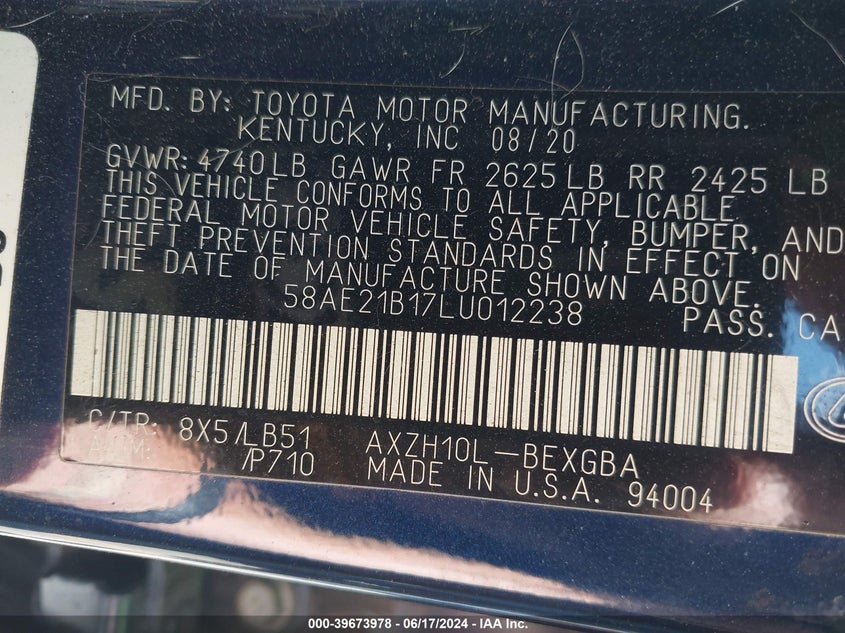 MFD. BY: TOYOTA MOTOR MANUFACTURING.
KENTUCKY, INC 08/20
GVWR: 4740LB GAWR FR 2625LB RR 2425 LB
THIS VEHICLE CONFORMS TO ALL APPLICABLE
FEDERAL MOTOR VEHICLE SAFETY, BUMPER, AND
THEFT PREVENTION STANDARDS IN EFFECT ON
THE DATE OF MANUFACTURE SHOWN ABOVE.
58AE21B17LU012238 PASS. CA
C/TR: 8X5/LB51 AXZH10L-BEXGBA
/P710 MADE IN U.S.A. 94004
000-39673978 - 06/17/2024 - IAA Inc.